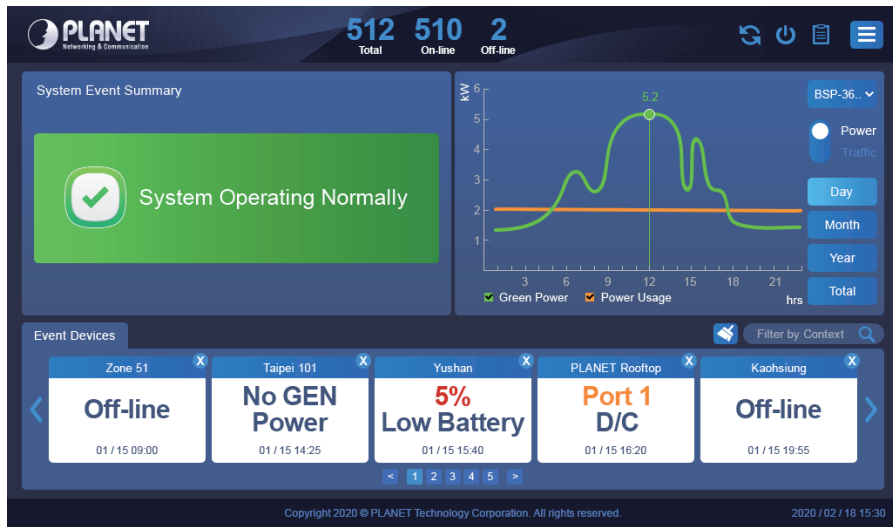 PLANET
Networking & Communication
512 510 2
Total On-line Off-line
System Event Summary
System Operating Normally
kW
6
5
4
3
2
1
5.2
3 6 9 12 15 18 21
hrs
Green Power Power Usage
BSP-36..
Power
Traffic
Day
Month
Year
Total
Event Devices
Filter by Context
Zone 51 X
Off-line
01 / 15 09:00
Taipei 101 X
No GEN
Power
01 / 15 14:25
Yushan X
5%
Low Battery
01 / 15 15:40
PLANET Rooftop X
Port 1
D/C
01 / 15 16:20
Kaohsiung X
Off-line
01 / 15 19:55
< 1 2 3 4 5 >
Copyright 2020 © PLANET Technology Corporation. All rights reserved.
2020 / 02 / 18 15:30